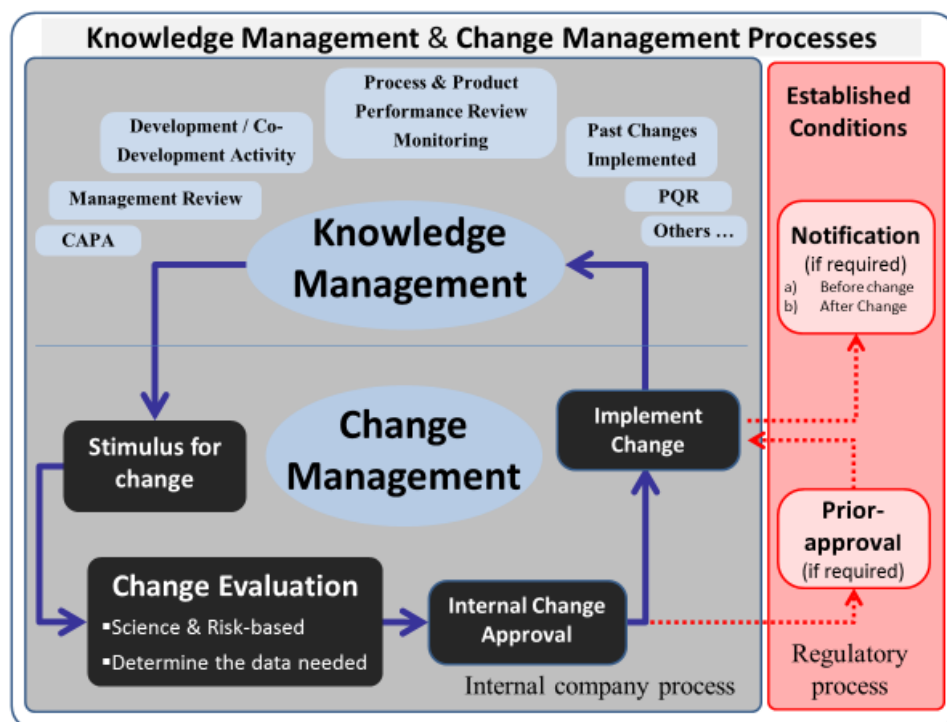 Knowledge Management & Change Management Processes
Process & Product
Performance Review
Monitoring
Development / Co-
Development Activity
Past Changes
Implemented
Management Review
PQR
CAPA
Others ...
Knowledge
Management
Change
Management
Stimulus for
change
Change Evaluation
▪Science & Risk-based
▪Determine the data needed
Internal Change
Approval
Implement
Change
Internal company process
Established
Conditions
Notification
(if required)
a) Before change
b) After Change
Prior-
approval
(if required)
Regulatory
process